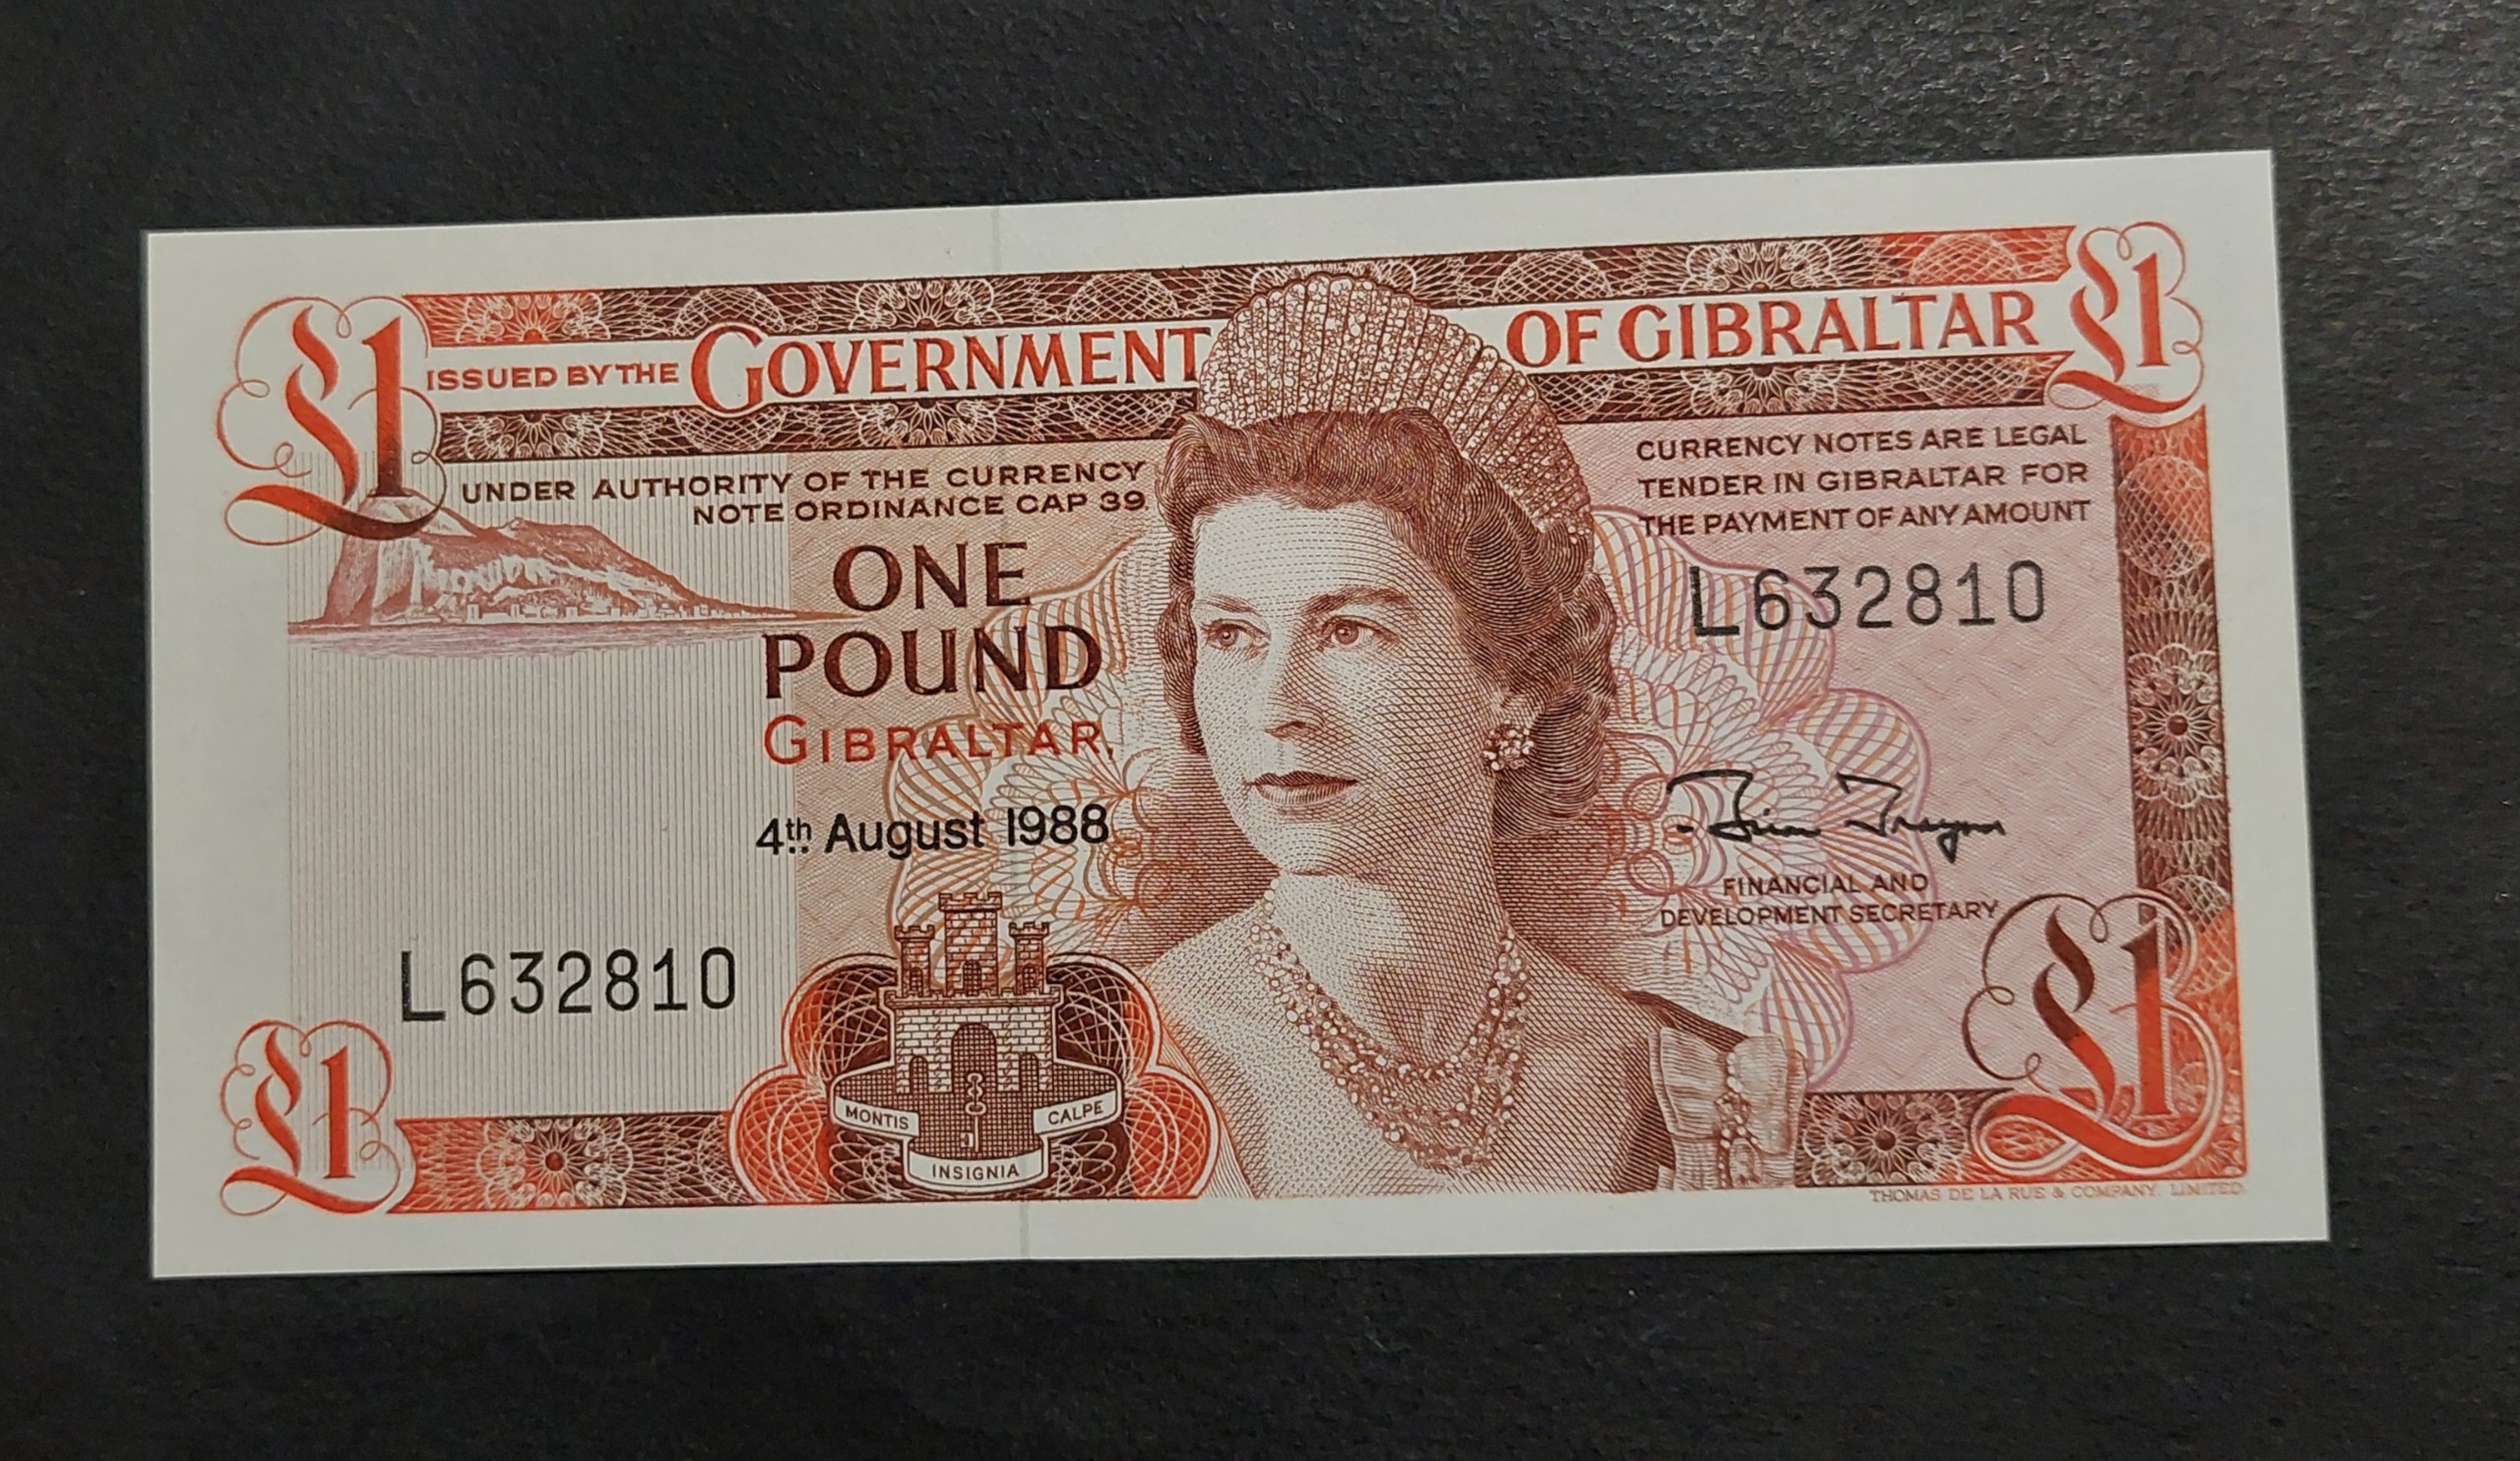 £1
ISSUED BY THE GOVERNMENT OF GIBRALTAR
£1
UNDER AUTHORITY OF THE CURRENCY
NOTE ORDINANCE CAP 39.
CURRENCY NOTES ARE LEGAL
TENDER IN GIBRALTAR FOR
THE PAYMENT OF ANY AMOUNT
ONE
POUND
GIBRALTAR,
4th August 1988
L632810
Brian Traynor
FINANCIAL AND
DEVELOPMENT SECRETARY
L632810
MONTIS
CALPE
INSIGNIA
£1
£1
THOMAS DE LA RUE & COMPANY, LIMITED.